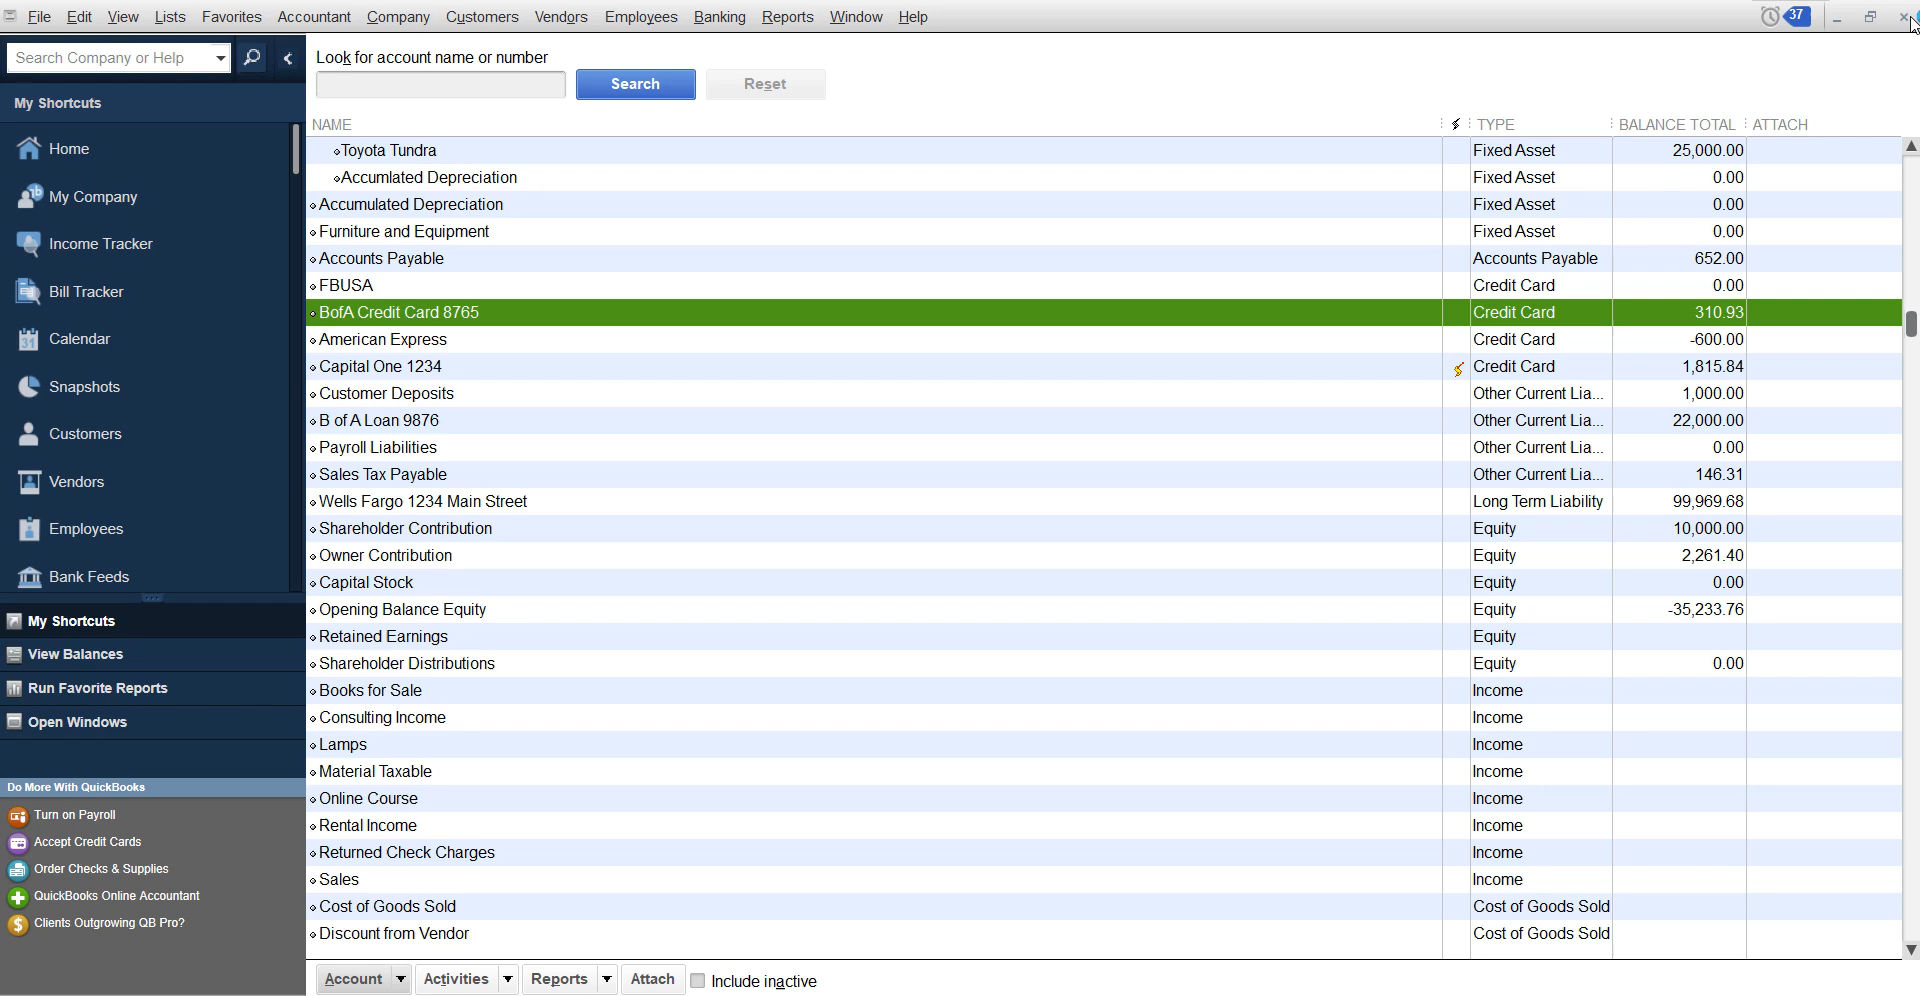 File Edit View Lists Favorites Accountant Company Customers Vendors Employees Banking Reports Window Help 37
Search Company or Help
My Shortcuts
Home
My Company
Income Tracker
Bill Tracker
31 Calendar
Snapshots
Customers
Vendors
Employees
Bank Feeds
My Shortcuts
View Balances
Run Favorite Reports
Open Windows
Do More With QuickBooks
Turn on Payroll
Accept Credit Cards
Order Checks & Supplies
QuickBooks Online Accountant
Clients Outgrowing QB Pro?
Look for account name or number
Search Reset
NAME TYPE BALANCE TOTAL ATTACH
Toyota Tundra Fixed Asset 25,000.00
Accumlated Depreciation Fixed Asset 0.00
Accumulated Depreciation Fixed Asset 0.00
Furniture and Equipment Fixed Asset 0.00
Accounts Payable Accounts Payable 652.00
FBUSA Credit Card 0.00
BofA Credit Card 8765 Credit Card 310.93
American Express Credit Card -600.00
Capital One 1234 Credit Card 1,815.84
Customer Deposits Other Current Lia... 1,000.00
B of A Loan 9876 Other Current Lia... 22,000.00
Payroll Liabilities Other Current Lia... 0.00
Sales Tax Payable Other Current Lia... 146.31
Wells Fargo 1234 Main Street Long Term Liability 99,969.68
Shareholder Contribution Equity 10,000.00
Owner Contribution Equity 2,261.40
Capital Stock Equity 0.00
Opening Balance Equity Equity -35,233.76
Retained Earnings Equity
Shareholder Distributions Equity 0.00
Books for Sale Income
Consulting Income Income
Lamps Income
Material Taxable Income
Online Course Income
Rental Income Income
Returned Check Charges Income
Sales Income
Cost of Goods Sold Cost of Goods Sold
Discount from Vendor Cost of Goods Sold
Account Activities Reports Attach Include inactive